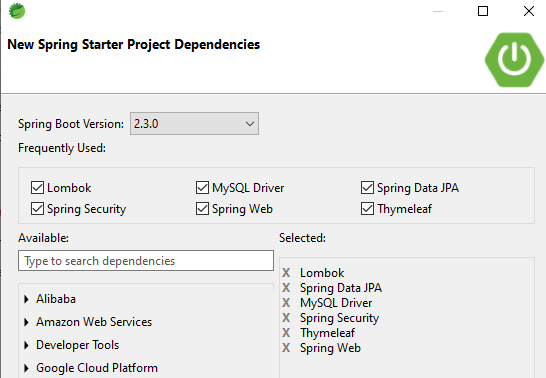 New Spring Starter Project Dependencies
Spring Boot Version: 2.3.0
Frequently Used:
Lombok MySQL Driver Spring Data JPA
Spring Security Spring Web Thymeleaf
Available: Selected:
Type to search dependencies
X Lombok
X Spring Data JPA
Alibaba
X MySQL Driver
X Spring Security
Amazon Web Services
X Thymeleaf
X Spring Web
Developer Tools
Google Cloud Platform